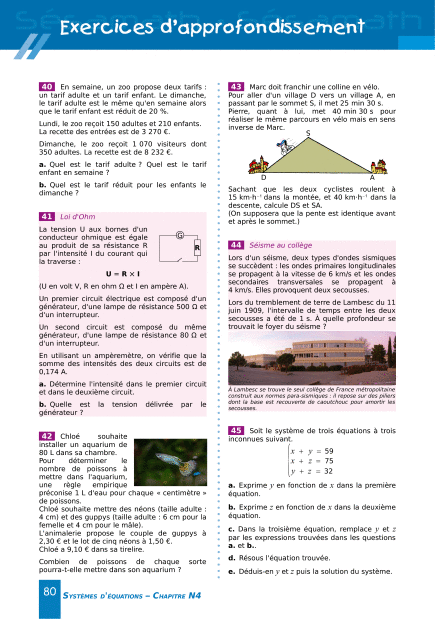 Exercices d'approfondissement
40 En semaine, un zoo propose deux tarifs :
un tarif adulte et un tarif enfant. Le dimanche,
le tarif adulte est le même qu'en semaine alors
que le tarif enfant est réduit de 20 %.
Lundi, le zoo reçoit 150 adultes et 210 enfants.
La recette des entrées est de 3 270 €.
Dimanche, le zoo reçoit 1 070 visiteurs dont
350 adultes. La recette est de 8 232 €.
a. Quel est le tarif adulte ? Quel est le tarif
enfant en semaine ?
b. Quel est le tarif réduit pour les enfants le
dimanche ?
41 Loi d'Ohm
La tension U aux bornes d'un
conducteur ohmique est égale
au produit de sa résistance R
par l'intensité I du courant qui
la traverse :
G
R
U = R × I
(U en volt V, R en ohm Ω et I en ampère A).
Un premier circuit électrique est composé d'un
générateur, d'une lampe de résistance 500 Ω et
d'un interrupteur.
Un second circuit est composé du même
générateur, d'une lampe de résistance 80 Ω et
d'un interrupteur.
En utilisant un ampèremètre, on vérifie que la
somme des intensités des deux circuits est de
0,174 A.
a. Détermine l'intensité dans le premier circuit
et dans le deuxième circuit.
b. Quelle est la tension délivrée par le
générateur ?
42 Chloé souhaite
installer un aquarium de
80 L dans sa chambre.
Pour déterminer le
nombre de poissons à
mettre dans l'aquarium,
une règle empirique
préconise 1 L d'eau pour chaque « centimètre »
de poissons.
Chloé souhaite mettre des néons (taille adulte :
4 cm) et des guppys (taille adulte : 6 cm pour la
femelle et 4 cm pour le mâle).
L'animalerie propose le couple de guppys à
2,30 € et le lot de cinq néons à 1,50 €.
Chloé a 9,10 € dans sa tirelire.
Combien de poissons de chaque sorte
pourra-t-elle mettre dans son aquarium ?
43 Marc doit franchir une colline en vélo.
Pour aller d'un village D vers un village A, en
passant par le sommet S, il met 25 min 30 s.
Pierre, quant à lui, met 40 min 30 s pour
réaliser le même parcours en vélo mais en sens
inverse de Marc.
S
D
A
Sachant que les deux cyclistes roulent à
15 km·h⁻¹ dans la montée, et 40 km·h⁻¹ dans la
descente, calcule DS et SA.
(On supposera que la pente est identique avant
et après le sommet.)
44 Séisme au collège
Lors d'un séisme, deux types d'ondes sismiques
se succèdent : les ondes primaires longitudinales
se propagent à la vitesse de 6 km/s et les ondes
secondaires transversales se propagent à
4 km/s. Elles provoquent deux secousses.
Lors du tremblement de terre de Lambesc du 11
juin 1909, l'intervalle de temps entre les deux
secousses a été de 1 s. À quelle profondeur se
trouvait le foyer du séisme ?
À Lambesc se trouve le seul collège de France métropolitaine
construit aux normes para-sismiques : il repose sur des piliers
dont la base est recouverte de caoutchouc pour amortir les
secousses.
45 Soit le système de trois équations à trois
inconnues suivant.
x + y = 59
x + z = 75
y + z = 32
a. Exprime y en fonction de x dans la première
équation.
b. Exprime z en fonction de x dans la deuxième
équation.
c. Dans la troisième équation, remplace y et z
par les expressions trouvées dans les questions
a. et b..
d. Résous l'équation trouvée.
e. Déduis-en y et z puis la solution du système.
80 SYSTÈMES D'ÉQUATIONS – CHAPITRE N4